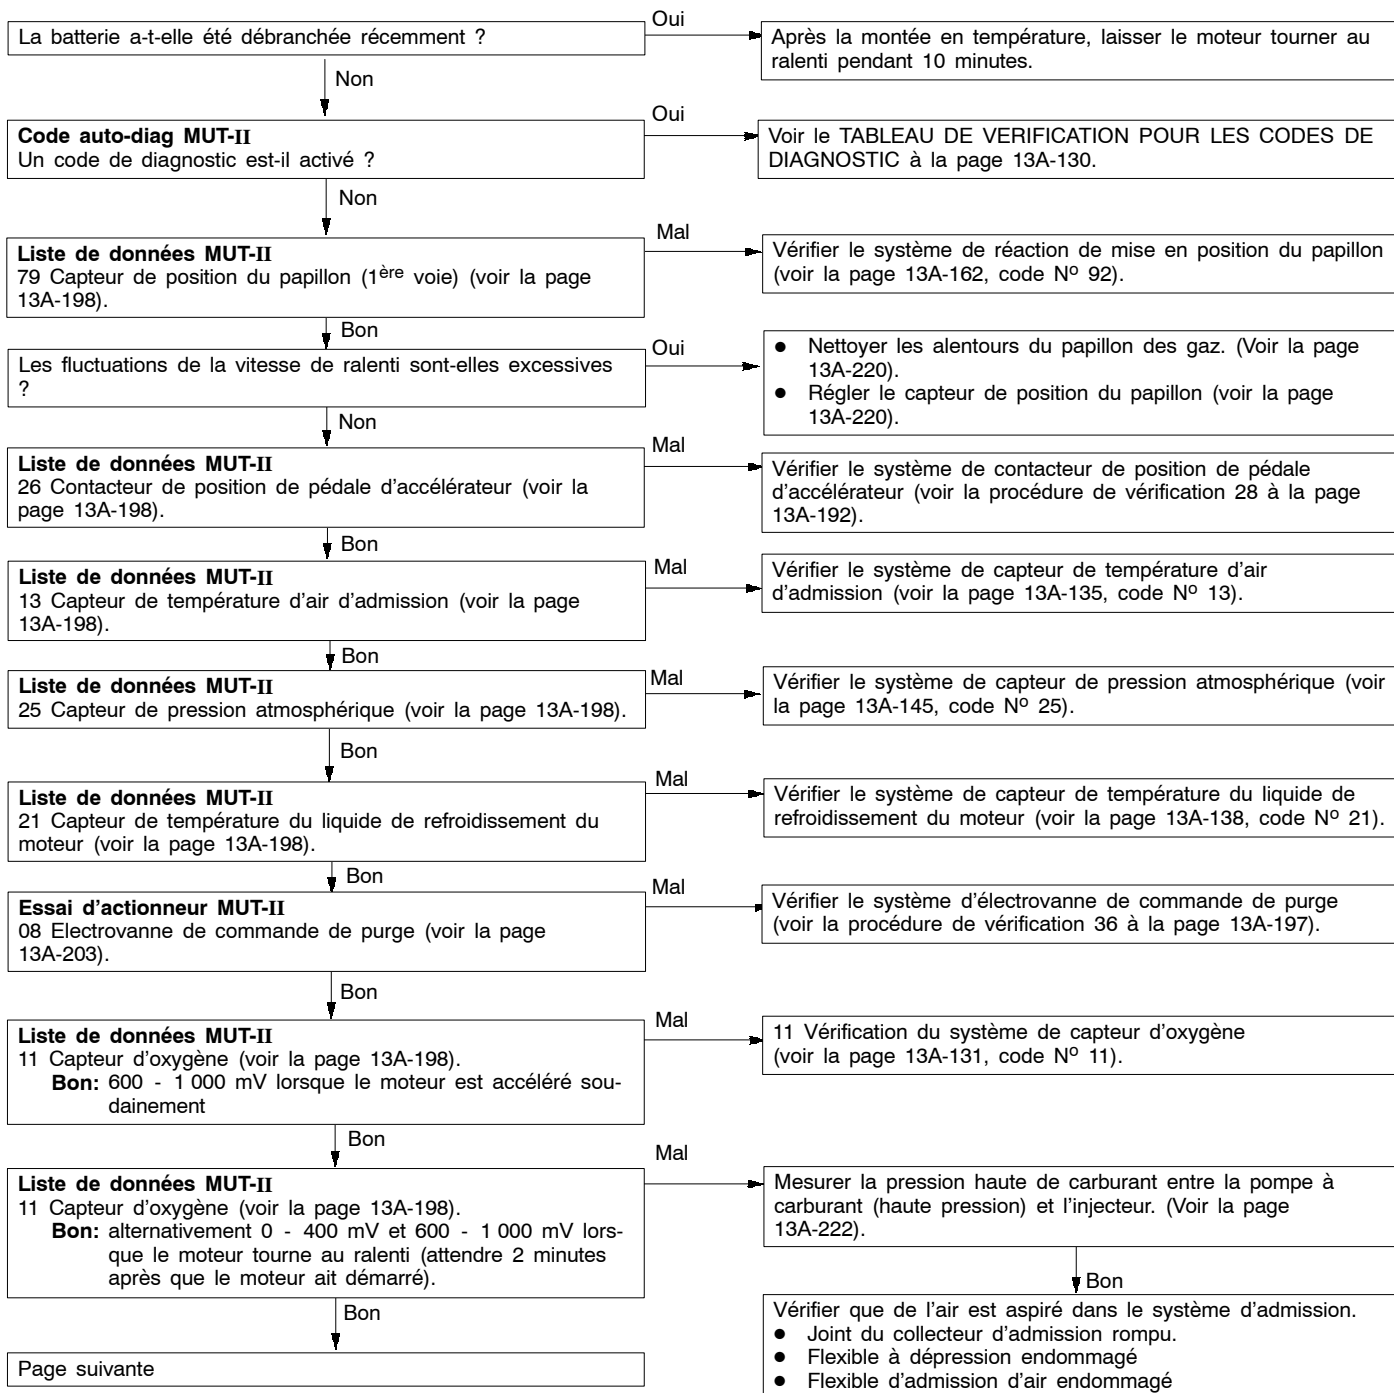 La batterie a-t-elle été débranchée récemment ?
Oui
Après la montée en température, laisser le moteur tourner au
ralenti pendant 10 minutes.
Non
Code auto-diag MUT-II
Un code de diagnostic est-il activé ?
Oui
Voir le TABLEAU DE VERIFICATION POUR LES CODES DE
DIAGNOSTIC à la page 13A-130.
Non
Liste de données MUT-II
79 Capteur de position du papillon (1ère voie) (voir la page
13A-198).
Mal
Vérifier le système de réaction de mise en position du papillon
(voir la page 13A-162, code Nº 92).
Bon
Les fluctuations de la vitesse de ralenti sont-elles excessives
?
Oui
● Nettoyer les alentours du papillon des gaz. (Voir la page
13A-220).
● Régler le capteur de position du papillon (voir la page
13A-220).
Non
Liste de données MUT-II
26 Contacteur de position de pédale d'accélérateur (voir la
page 13A-198).
Mal
Vérifier le système de contacteur de position de pédale
d'accélérateur (voir la procédure de vérification 28 à la page
13A-192).
Bon
Liste de données MUT-II
13 Capteur de température d'air d'admission (voir la page
13A-198).
Mal
Vérifier le système de capteur de température d'air
d'admission (voir la page 13A-135, code Nº 13).
Bon
Liste de données MUT-II
25 Capteur de pression atmosphérique (voir la page 13A-198).
Mal
Vérifier le système de capteur de pression atmosphérique (voir
la page 13A-145, code Nº 25).
Bon
Liste de données MUT-II
21 Capteur de température du liquide de refroidissement du
moteur (voir la page 13A-198).
Mal
Vérifier le système de capteur de température du liquide de
refroidissement du moteur (voir la page 13A-138, code Nº 21).
Bon
Essai d'actionneur MUT-II
08 Electrovanne de commande de purge (voir la page
13A-203).
Mal
Vérifier le système d'électrovanne de commande de purge
(voir la procédure de vérification 36 à la page 13A-197).
Bon
Liste de données MUT-II
11 Capteur d'oxygène (voir la page 13A-198).
Bon: 600 - 1 000 mV lorsque le moteur est accéléré sou-
dainement
Mal
11 Vérification du système de capteur d'oxygène
(voir la page 13A-131, code Nº 11).
Bon
Liste de données MUT-II
11 Capteur d'oxygène (voir la page 13A-198).
Bon: alternativement 0 - 400 mV et 600 - 1 000 mV lors-
que le moteur tourne au ralenti (attendre 2 minutes
après que le moteur ait démarré).
Mal
Mesurer la pression haute de carburant entre la pompe à
carburant (haute pression) et l'injecteur. (Voir la page
13A-222).
Bon
Vérifier que de l'air est aspiré dans le système d'admission.
● Joint du collecteur d'admission rompu.
● Flexible à dépression endommagé
● Flexible d'admission d'air endommagé
Bon
Page suivante